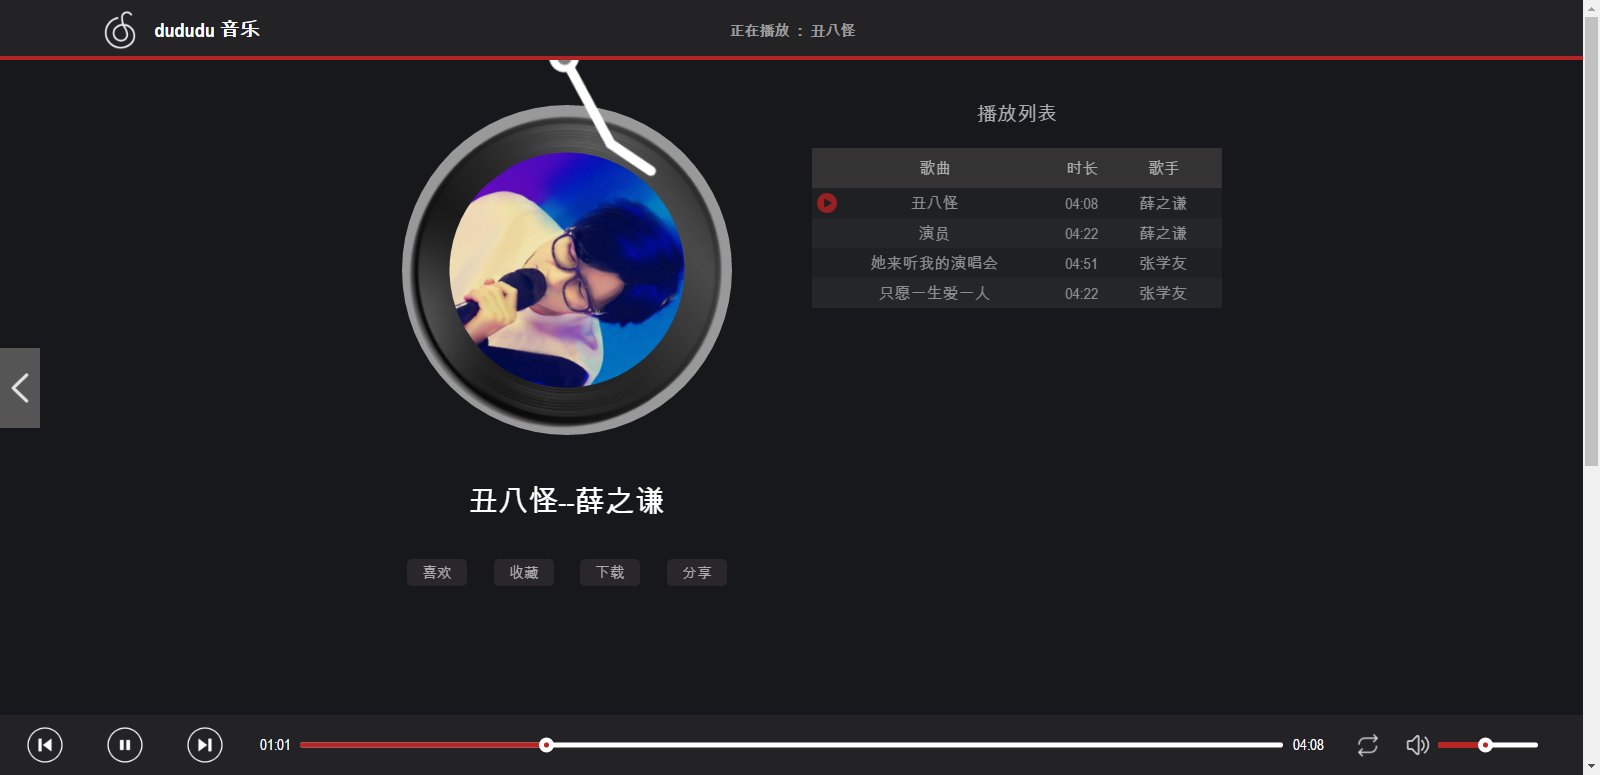 dududu 音乐
正在播放 ： 丑八怪
播放列表
歌曲 时长 歌手
丑八怪 04:08 薛之谦
演员 04:22 薛之谦
她来听我的演唱会 04:51 张学友
只愿一生爱一人 04:22 张学友
丑八怪--薛之谦
喜欢 收藏 下载 分享
01:01 04:08